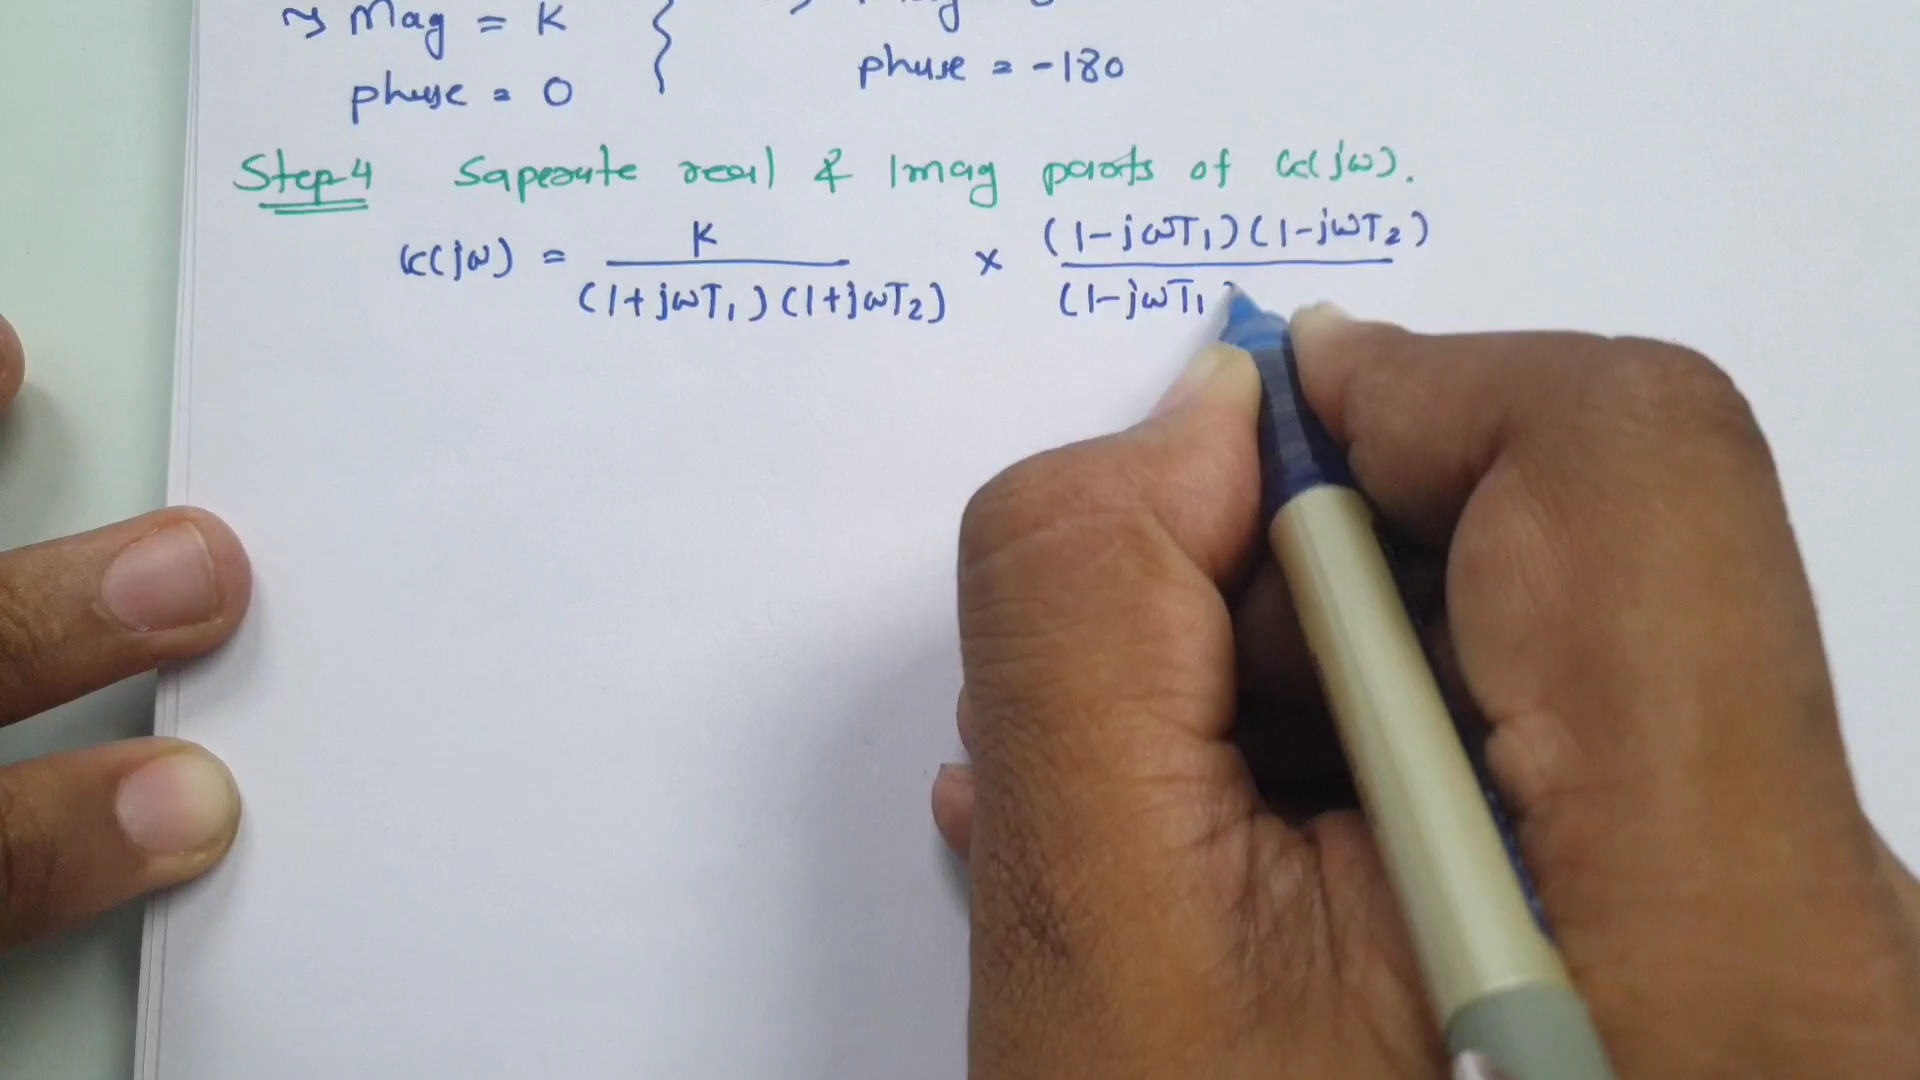 → Mag = K
phase = 0
phase = -180
Step-4 Saperate real & Imag parts of G(jω).
G(jω) = K / (1+jωT₁)(1+jωT₂) × (1-jωT₁)(1-jωT₂) / (1-jωT₁)